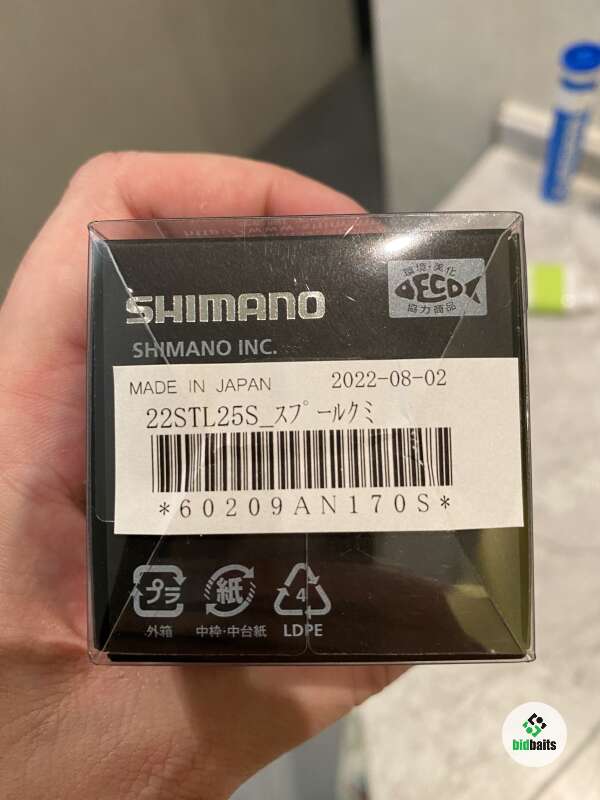 SHIMANO
SHIMANO INC.
環境・美化
ECO
協力商品
MADE IN JAPAN 2022-08-02
22STL25S_スプールクミ
*60209AN170S*
プラ
紙
4
外箱
中枠・中台紙
LDPE
bidbaits